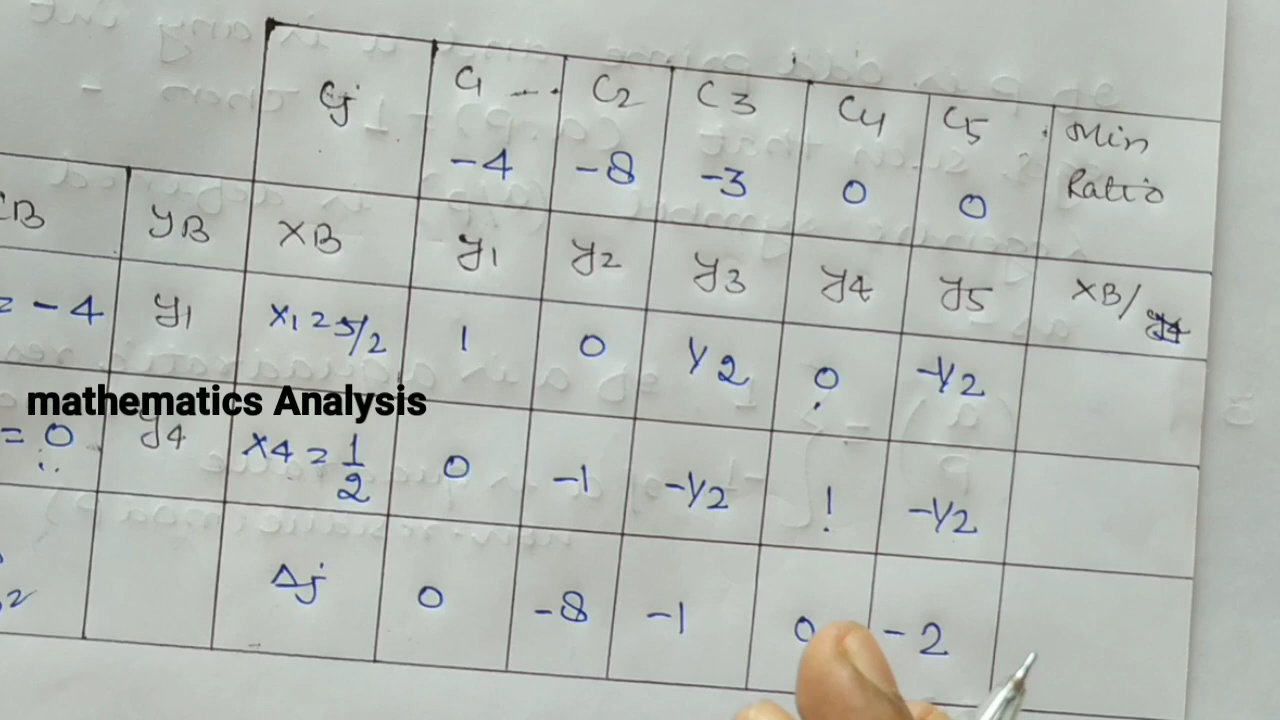 Cj C1 C2 C3 C4 C5 Min Ratio
-4 -8 -3 0 0
CB yB XB y1 y2 y3 y4 y5 XB/
= -4 y1 x1 = 5/2 1 0 1/2 0 -1/2
mathematics Analysis
= 0 y4 x4 = 1/2 0 -1 -1/2 1 -1/2
Δj 0 -8 -1 0 -2